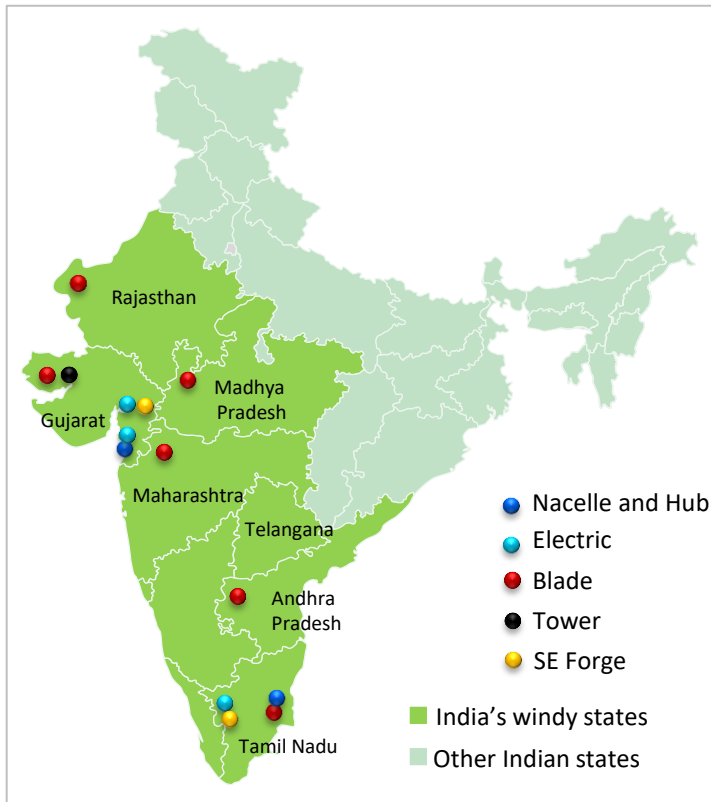 Rajasthan
Madhya
Pradesh
Gujarat
Maharashtra
Telangana
Andhra
Pradesh
Tamil Nadu
Nacelle and Hub
Electric
Blade
Tower
SE Forge
India’s windy states
Other Indian states